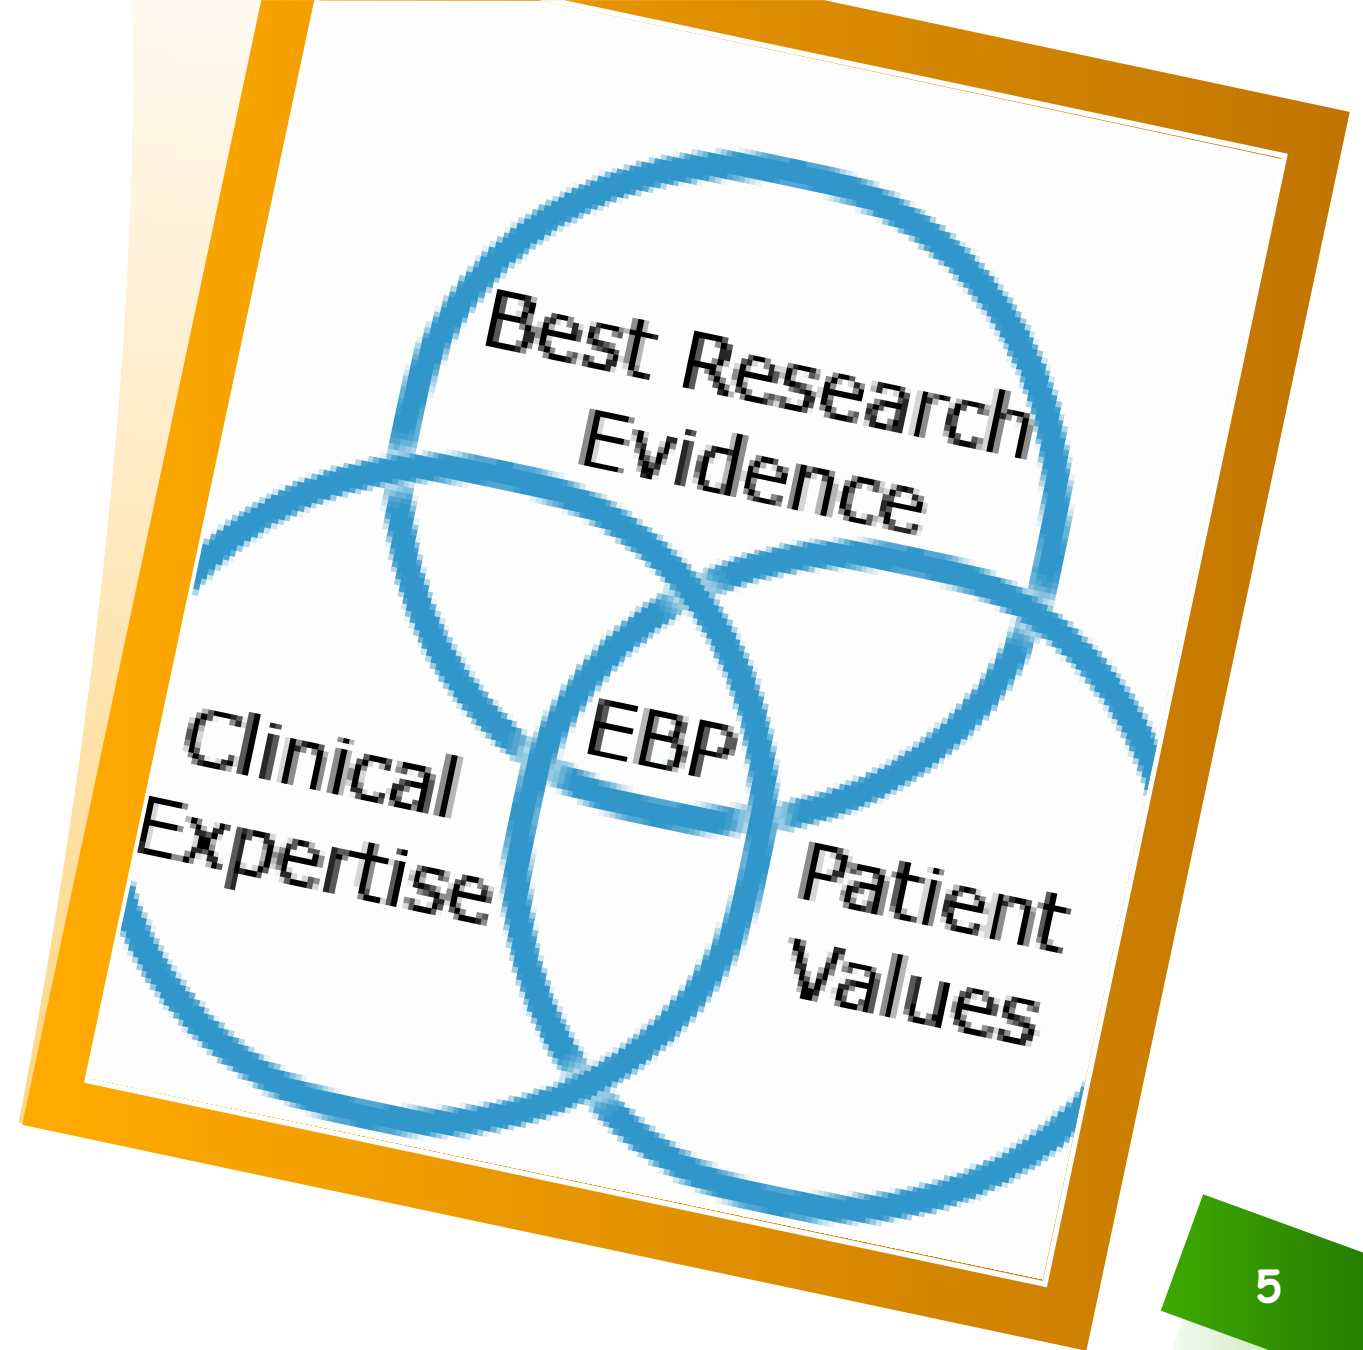 Best Research
Evidence
EBP
Clinical
Expertise
Patient
Values
5